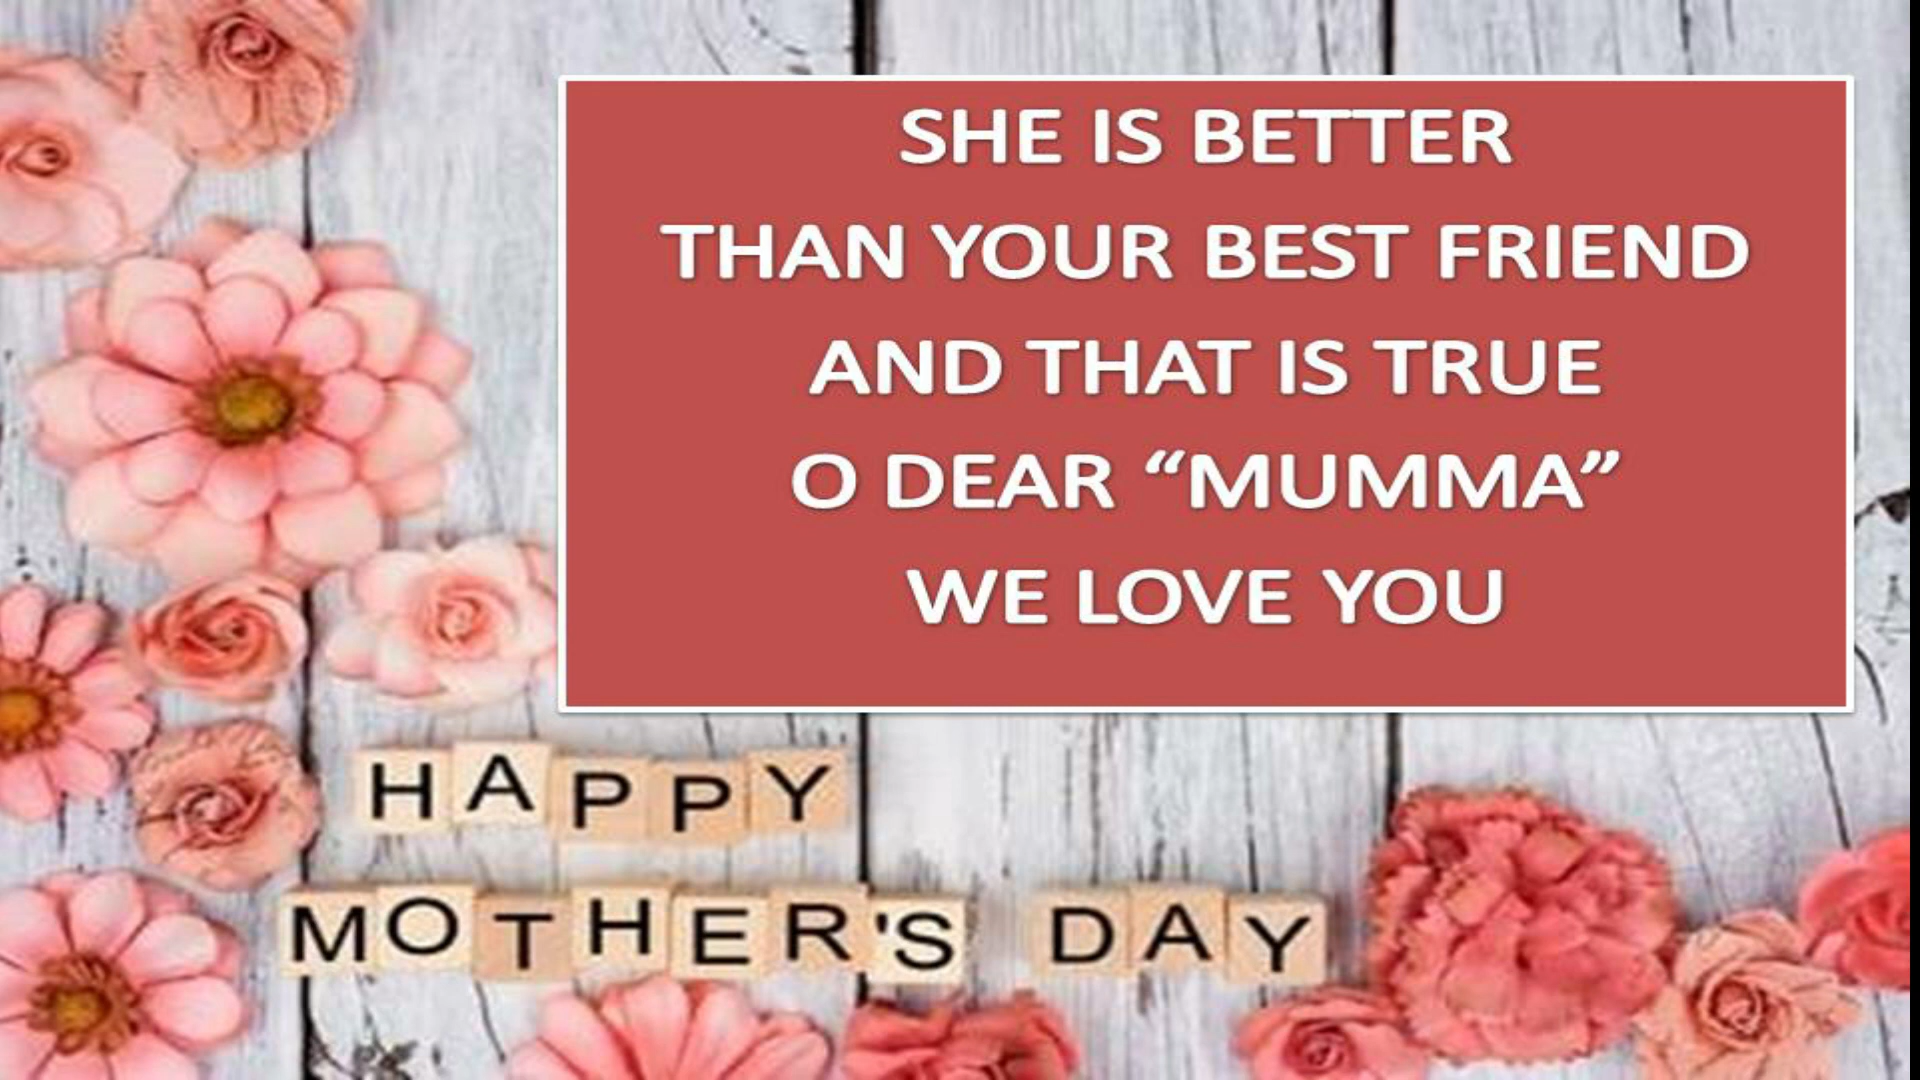 SHE IS BETTER
THAN YOUR BEST FRIEND
AND THAT IS TRUE
O DEAR “MUMMA”
WE LOVE YOU
HAPPY
MOTHER'S DAY